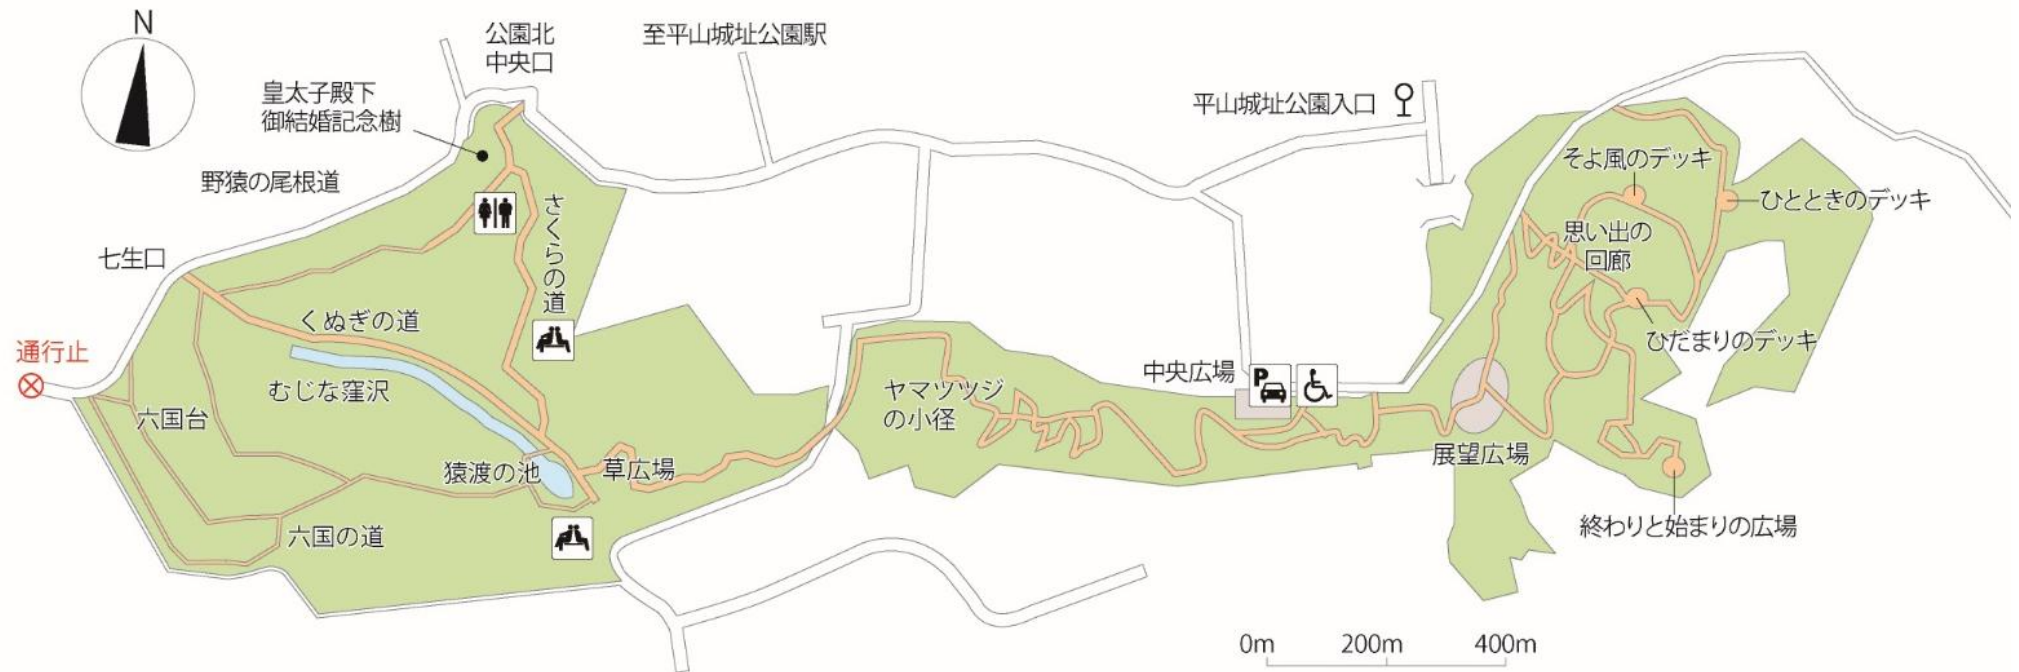 N
公園北
中央口
至平山城址公園駅
皇太子殿下
御結婚記念樹
平山城址公園入口
野猿の尾根道
さくらの道
七生口
くぬぎの道
通行止
むじな窪沢
六国台
猿渡の池
草広場
六国の道
ヤマツツジ
の小径
中央広場
P
展望広場
そよ風のデッキ
ひとときのデッキ
思い出の
回廊
ひだまりのデッキ
終わりと始まりの広場
0m
200m
400m